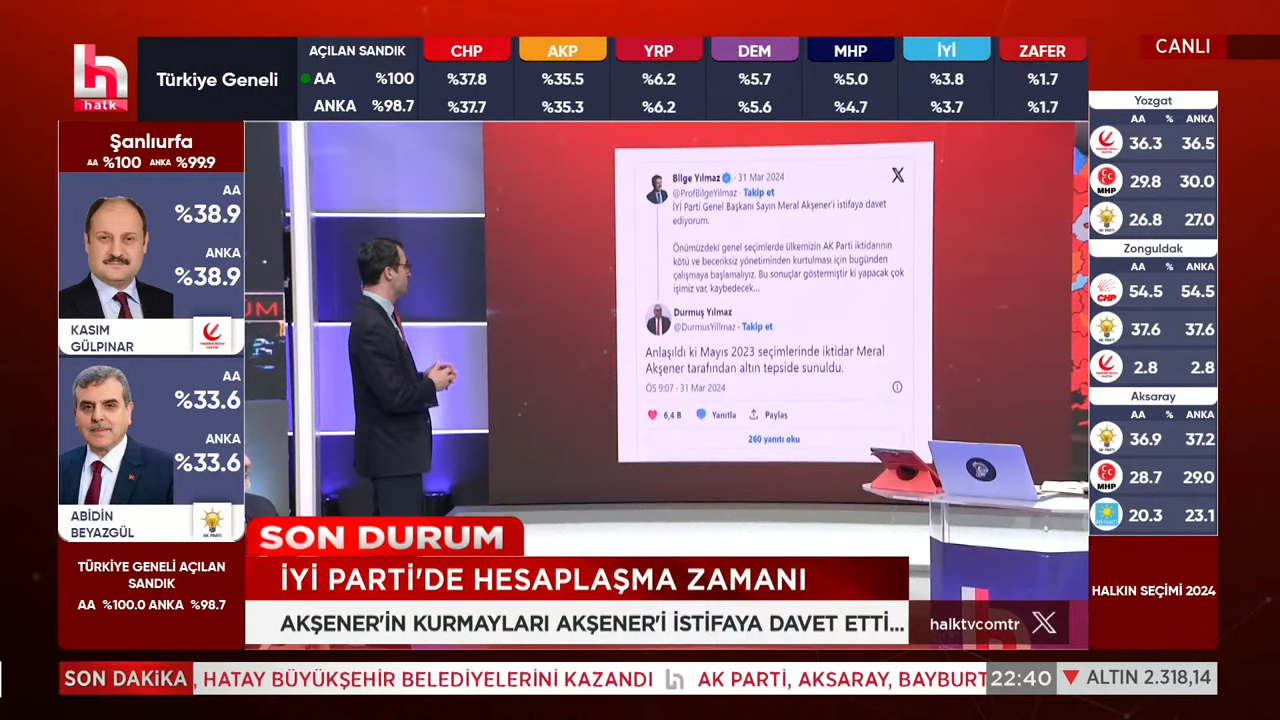 halk
Türkiye Geneli
AÇILAN SANDIK CHP AKP YRP DEM MHP İYİ ZAFER
AA %100 %37.8 %35.5 %6.2 %5.7 %5.0 %3.8 %1.7
ANKA %98.7 %37.7 %35.3 %6.2 %5.6 %4.7 %3.7 %1.7
CANLI
Şanlıurfa
AA %100 ANKA %99.9
AA
%38.9
ANKA
%38.9
KASIM
GÜLPINAR
AA
%33.6
ANKA
%33.6
ABİDİN
BEYAZGÜL
AK PARTİ
TÜRKİYE GENELİ AÇILAN
SANDIK
AA %100.0 ANKA %98.7
Bilge Yılmaz · 31 Mar 2024
@ProfBilgeYilmaz · Takip et
İYİ Parti Genel Başkanı Sayın Meral Akşener'i istifaya davet
ediyorum.
Önümüzdeki genel seçimlerde ülkemizin AK Parti iktidarının
kötü ve beceriksiz yönetiminden kurtulması için bugünden
çalışmaya başlamalıyız. Bu sonuçlar göstermiştir ki yapacak çok
işimiz var, kaybedecek...
Durmuş Yılmaz
@DurmusYillmaz · Takip et
Anlaşıldı ki Mayıs 2023 seçimlerinde iktidar Meral
Akşener tarafından altın tepside sunuldu.
ÖS 9:07 · 31 Mar 2024
6,4 B Yanıtla Paylaş
260 yanıtı oku
Yozgat
AA % ANKA
36.3 36.5
MHP 29.8 30.0
AK PARTİ 26.8 27.0
Zonguldak
AA % ANKA
CHP 54.5 54.5
AK PARTİ 37.6 37.6
2.8 2.8
Aksaray
AA % ANKA
AK PARTİ 36.9 37.2
MHP 28.7 29.0
İYİ PARTİ 20.3 23.1
HALKIN SEÇİMİ 2024
SON DURUM
İYİ PARTİ'DE HESAPLAŞMA ZAMANI
AKŞENER'İN KURMAYLARI AKŞENER'İ İSTİFAYA DAVET ETTİ...
halktvcomtr
SON DAKİKA , HATAY BÜYÜKŞEHİR BELEDİYELERİNİ KAZANDI AK PARTİ, AKSARAY, BAYBURT 22:40 ALTIN 2.318,14